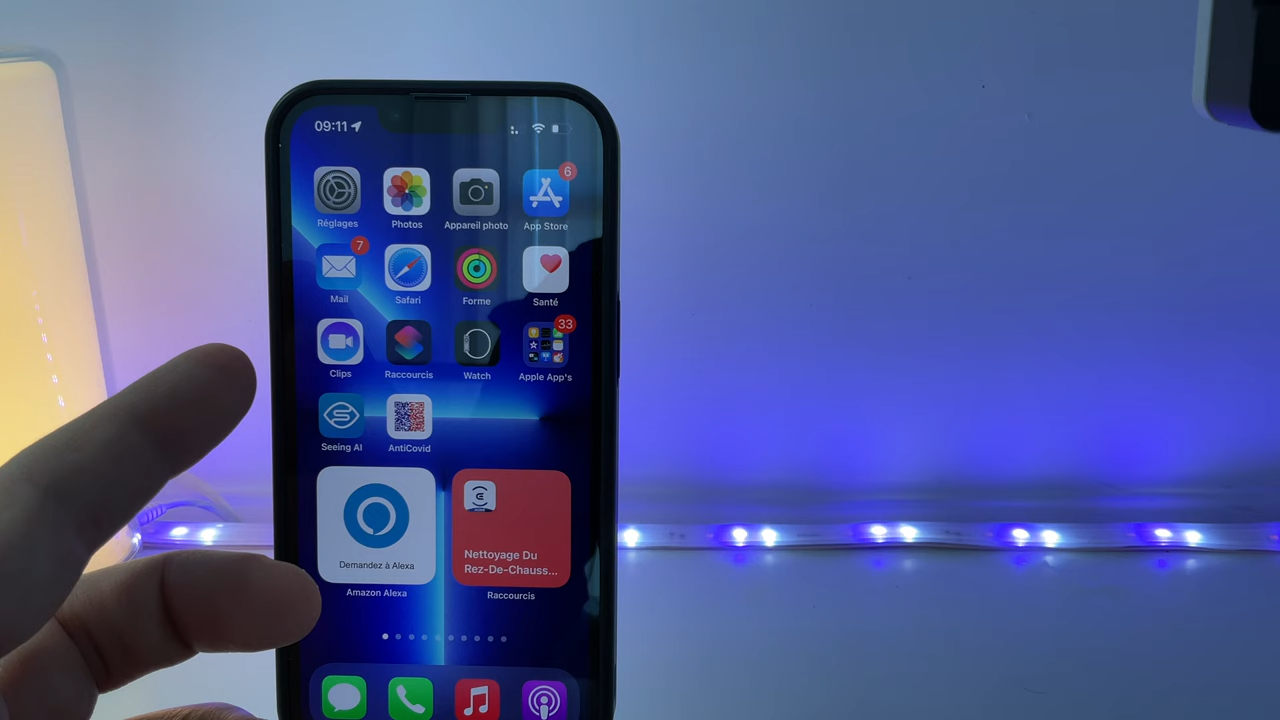 09:11
6
Réglages
Photos
Appareil photo
App Store
7
Mail
Safari
Forme
Santé
33
Clips
Raccourcis
Watch
Apple App's
Seeing AI
AntiCovid
Demandez à Alexa
Nettoyage Du
Rez-De-Chauss...
Amazon Alexa
Raccourcis